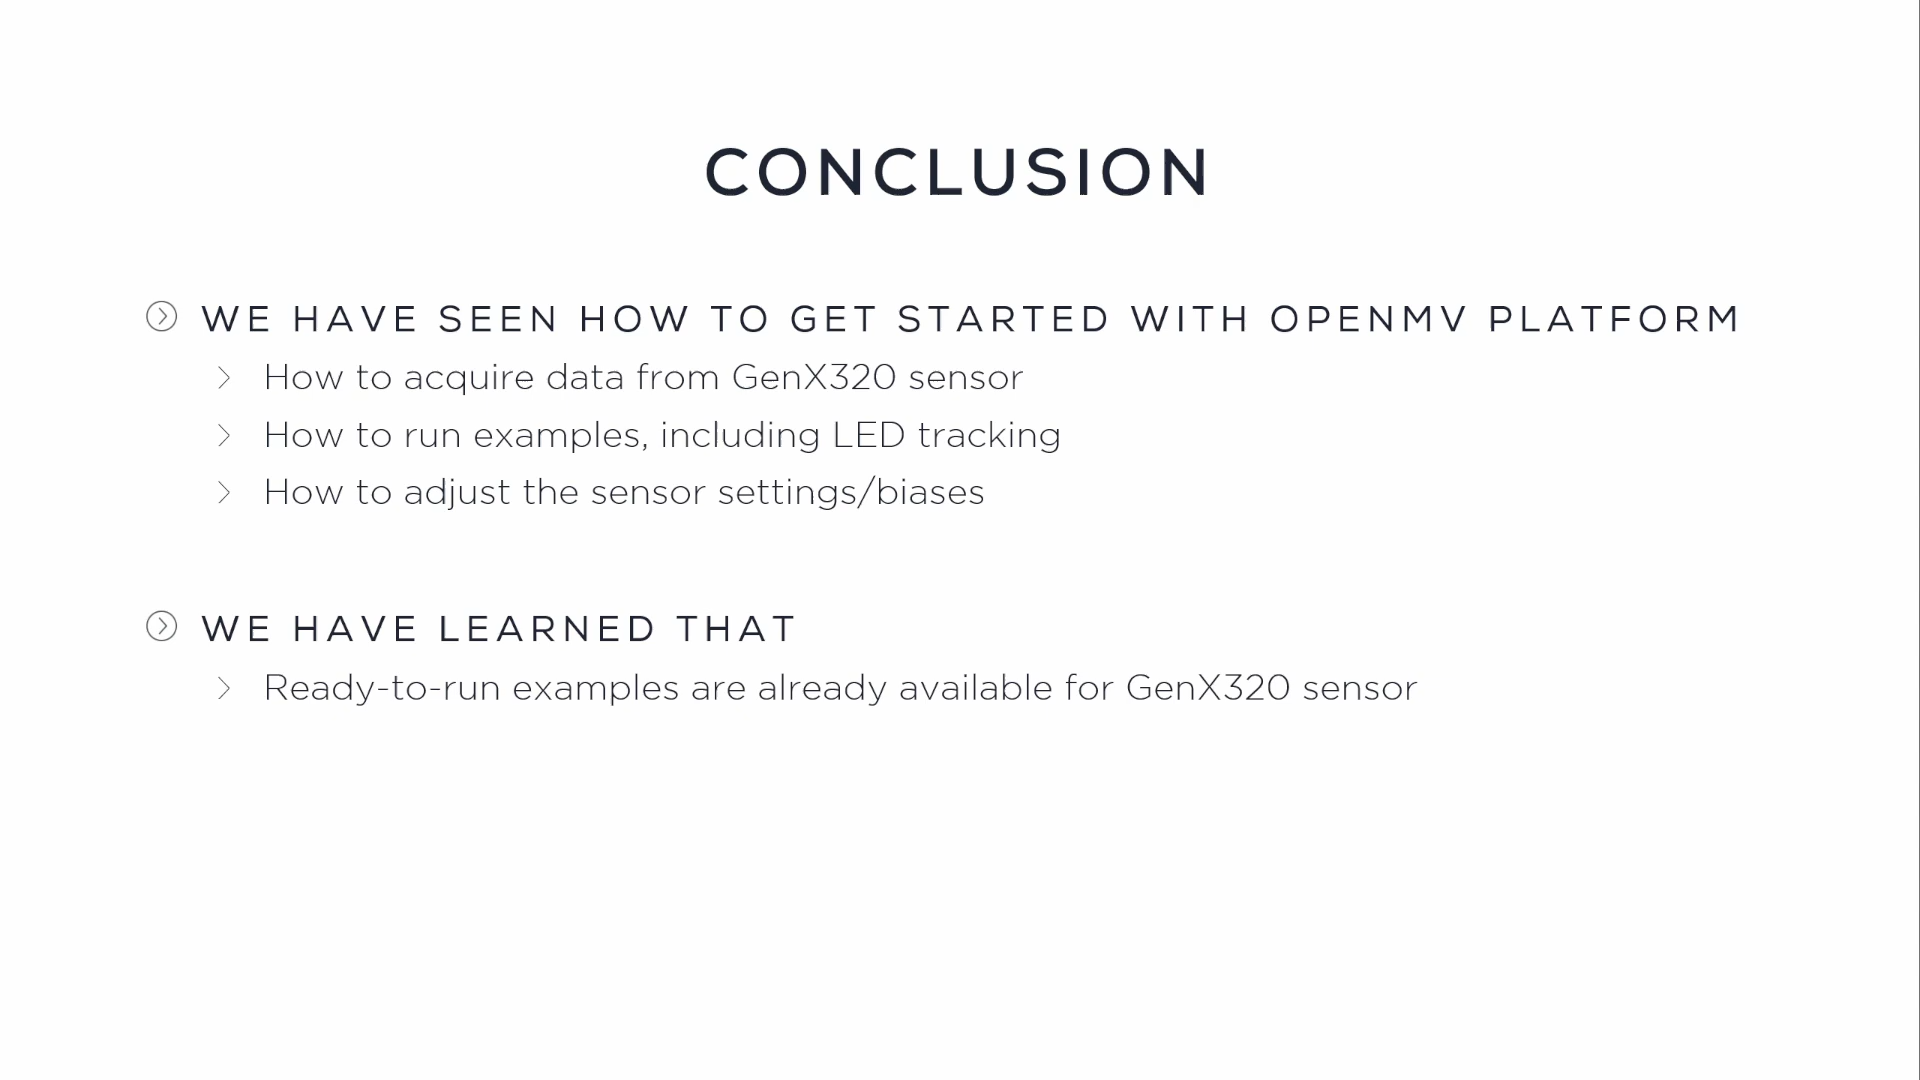 CONCLUSION
WE HAVE SEEN HOW TO GET STARTED WITH OPENMV PLATFORM
How to acquire data from GenX320 sensor
How to run examples, including LED tracking
How to adjust the sensor settings/biases
WE HAVE LEARNED THAT
Ready-to-run examples are already available for GenX320 sensor